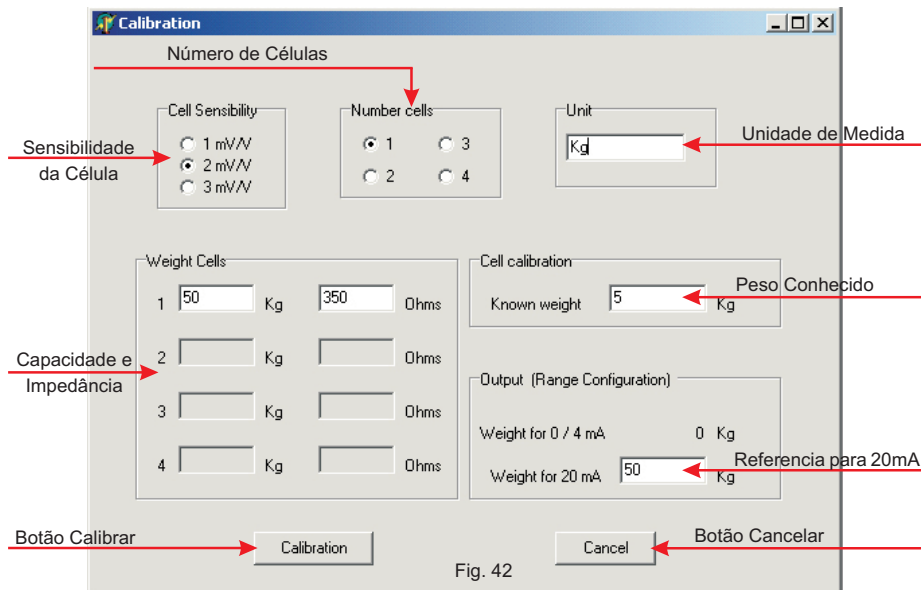 Calibration
Número de Células
Cell Sensibility
1 mV/V
2 mV/V
3 mV/V
Number cells
1
3
2
4
Unit
Kg
Sensibilidade
da Célula
Unidade de Medida
Weight Cells
1 50 Kg 350 Ohms
2 Kg Ohms
3 Kg Ohms
4 Kg Ohms
Capacidade e
Impedância
Cell calibration
Known weight 5 Kg
Peso Conhecido
Output (Range Configuration)
Weight for 0 / 4 mA 0 Kg
Weight for 20 mA 50 Kg
Referencia para 20mA
Botão Calibrar
Calibration
Cancel
Botão Cancelar
Fig. 42